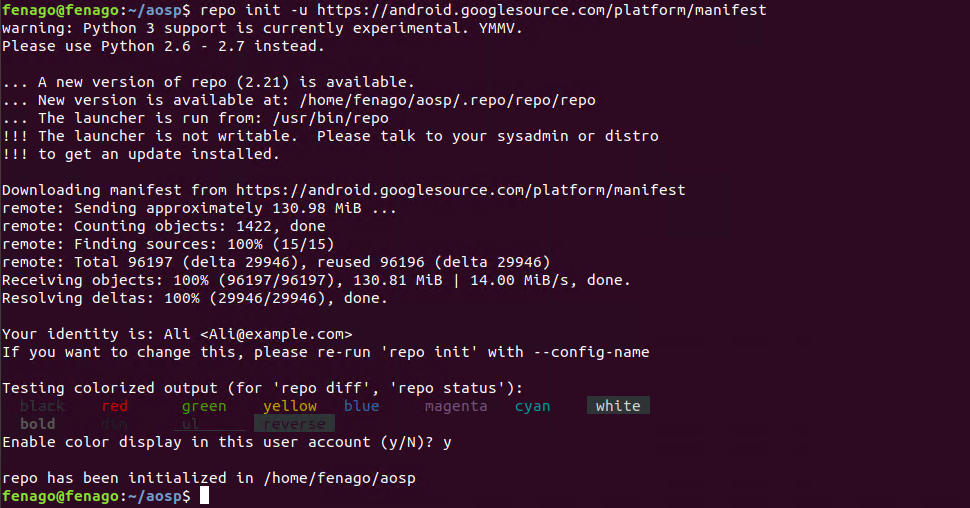 fenago@fenago:~/aosp$ repo init -u https://android.googlesource.com/platform/manifest
warning: Python 3 support is currently experimental. YMMV.
Please use Python 2.6 - 2.7 instead.
... A new version of repo (2.21) is available.
... New version is available at: /home/fenago/aosp/.repo/repo/repo
... The launcher is run from: /usr/bin/repo
!!! The launcher is not writable.  Please talk to your sysadmin or distro
!!! to get an update installed.
Downloading manifest from https://android.googlesource.com/platform/manifest
remote: Sending approximately 130.98 MiB ...
remote: Counting objects: 1422, done
remote: Finding sources: 100% (15/15)
remote: Total 96197 (delta 29946), reused 96196 (delta 29946)
Receiving objects: 100% (96197/96197), 130.81 MiB | 14.00 MiB/s, done.
Resolving deltas: 100% (29946/29946), done.
Your identity is: Ali <Ali@example.com>
If you want to change this, please re-run 'repo init' with --config-name
Testing colorized output (for 'repo diff', 'repo status'):
black red green yellow blue magenta cyan white
bold dim ul reverse
Enable color display in this user account (y/N)? y
repo has been initialized in /home/fenago/aosp
fenago@fenago:~/aosp$